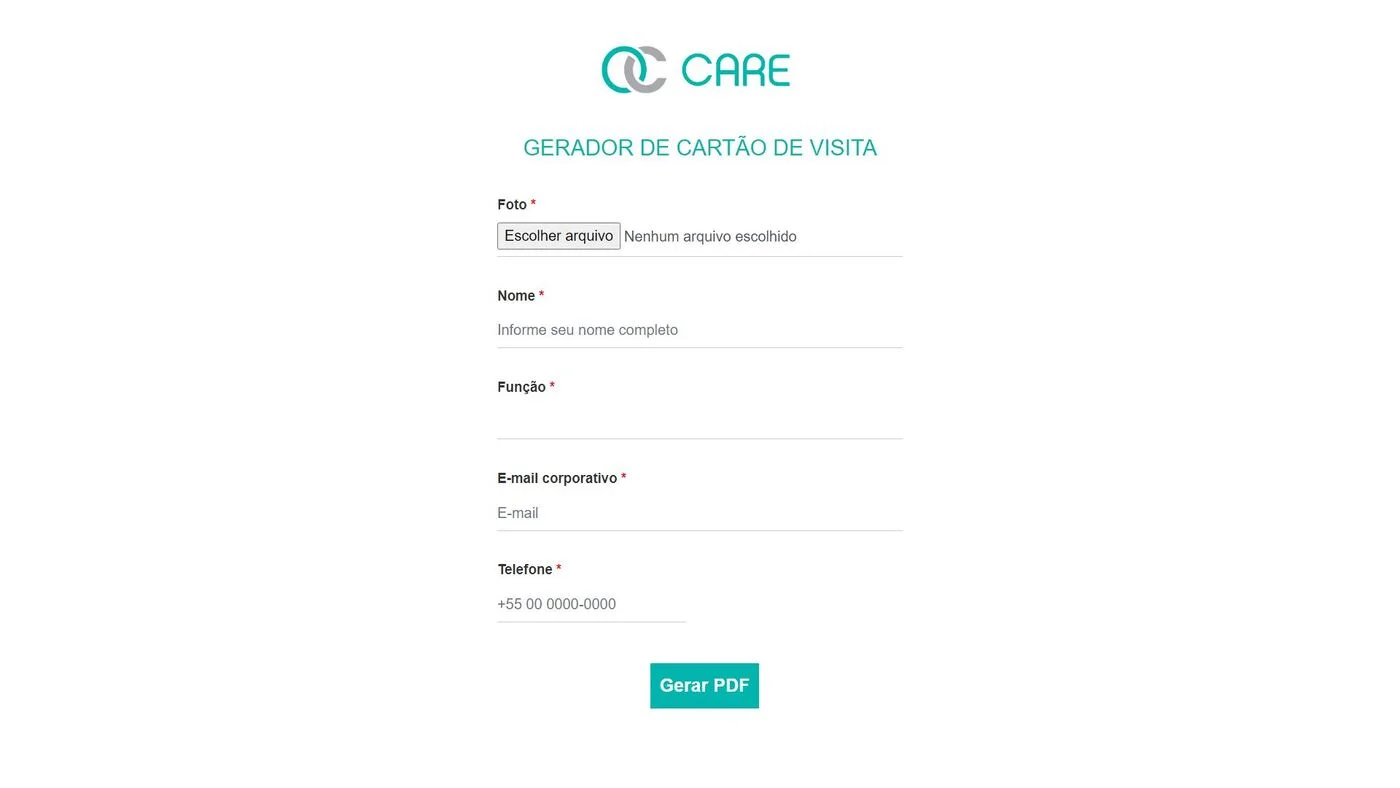 CARE
GERADOR DE CARTÃO DE VISITA
Foto *
Escolher arquivo Nenhum arquivo escolhido
Nome *
Informe seu nome completo
Função *
E-mail corporativo *
E-mail
Telefone *
+55 00 0000-0000
Gerar PDF